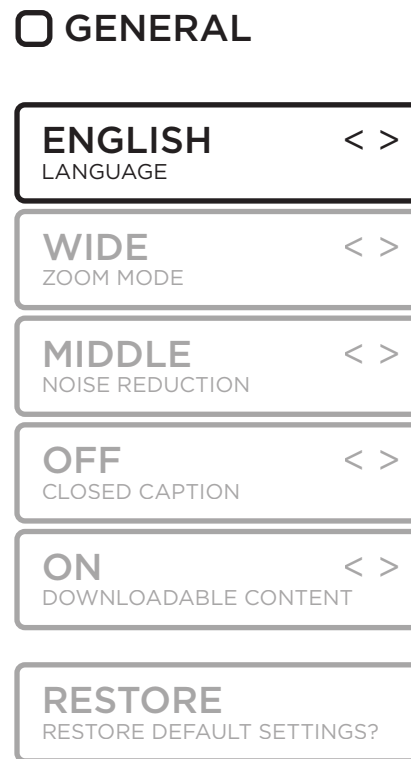 GENERAL
ENGLISH < >
LANGUAGE
WIDE < >
ZOOM MODE
MIDDLE < >
NOISE REDUCTION
OFF < >
CLOSED CAPTION
ON < >
DOWNLOADABLE CONTENT
RESTORE
RESTORE DEFAULT SETTINGS?